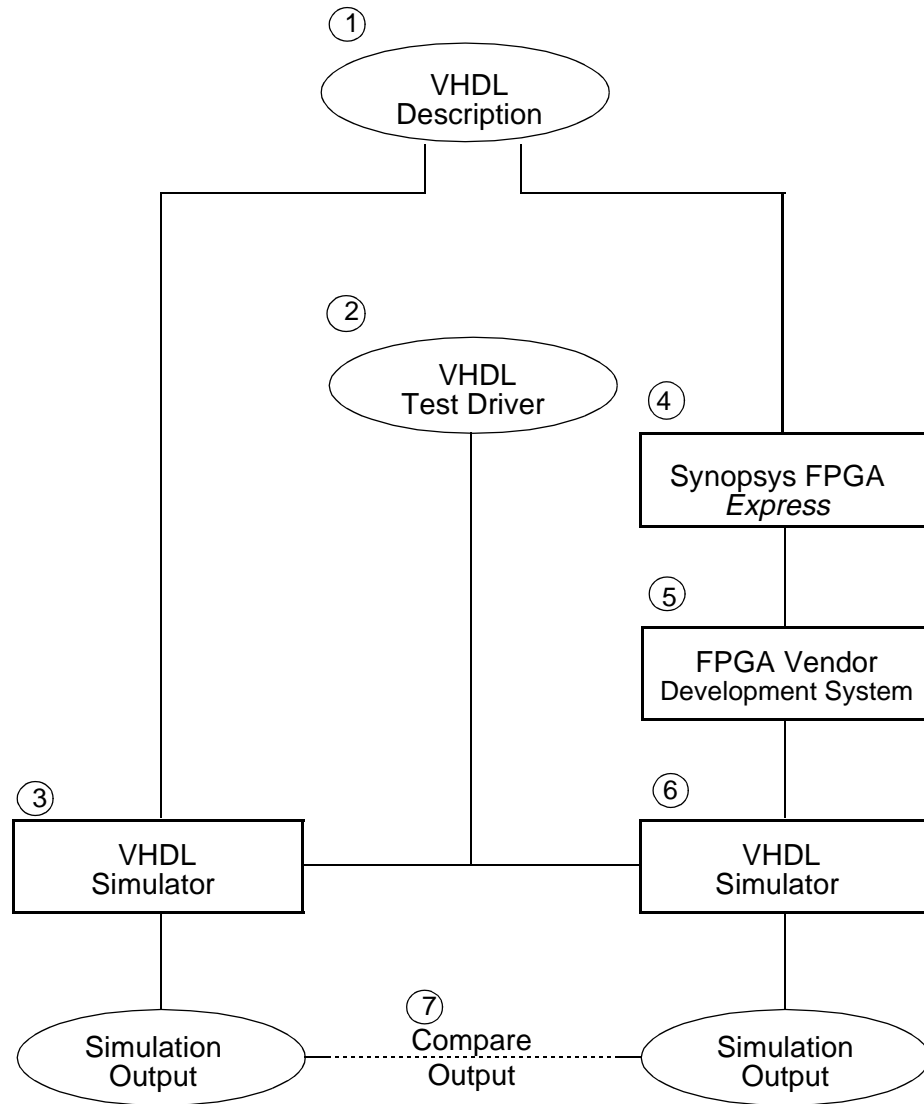 1
VHDL
Description
2
VHDL
Test Driver
4
Synopsys FPGA
Express
5
FPGA Vendor
Development System
3
VHDL
Simulator
6
VHDL
Simulator
7
Compare
Output
Simulation
Output
Simulation
Output